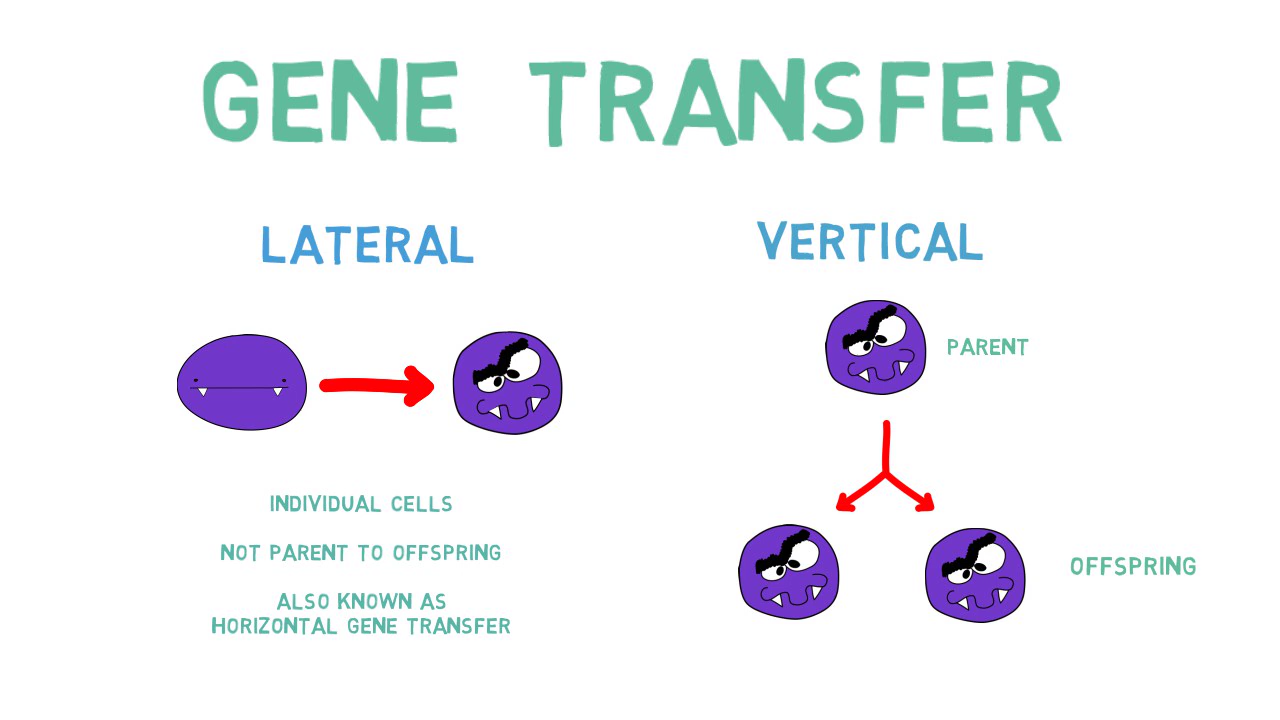 GENE TRANSFER
LATERAL
INDIVIDUAL CELLS
NOT PARENT TO OFFSPRING
ALSO KNOWN AS
HORIZONTAL GENE TRANSFER
VERTICAL
PARENT
OFFSPRING